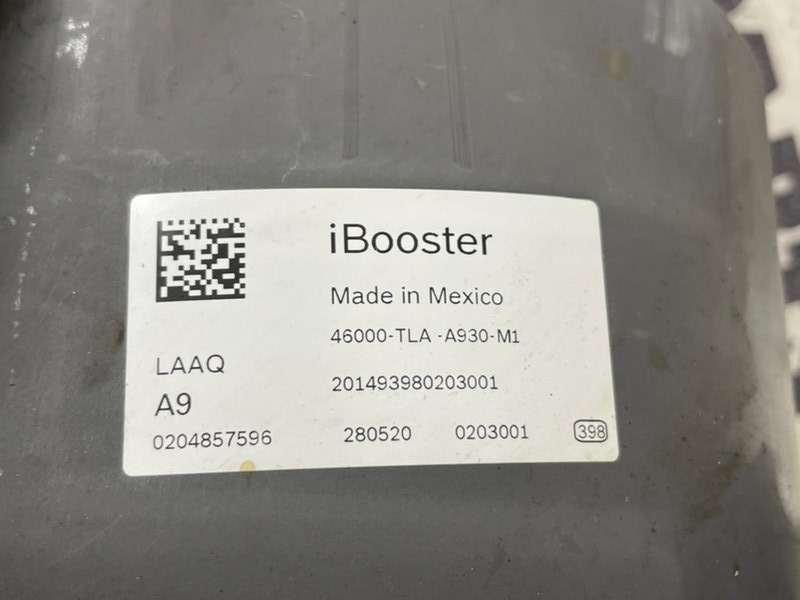 iBooster
Made in Mexico
46000-TLA -A930-M1
LAAQ
201493980203001
A9
0204857596 280520 0203001 398